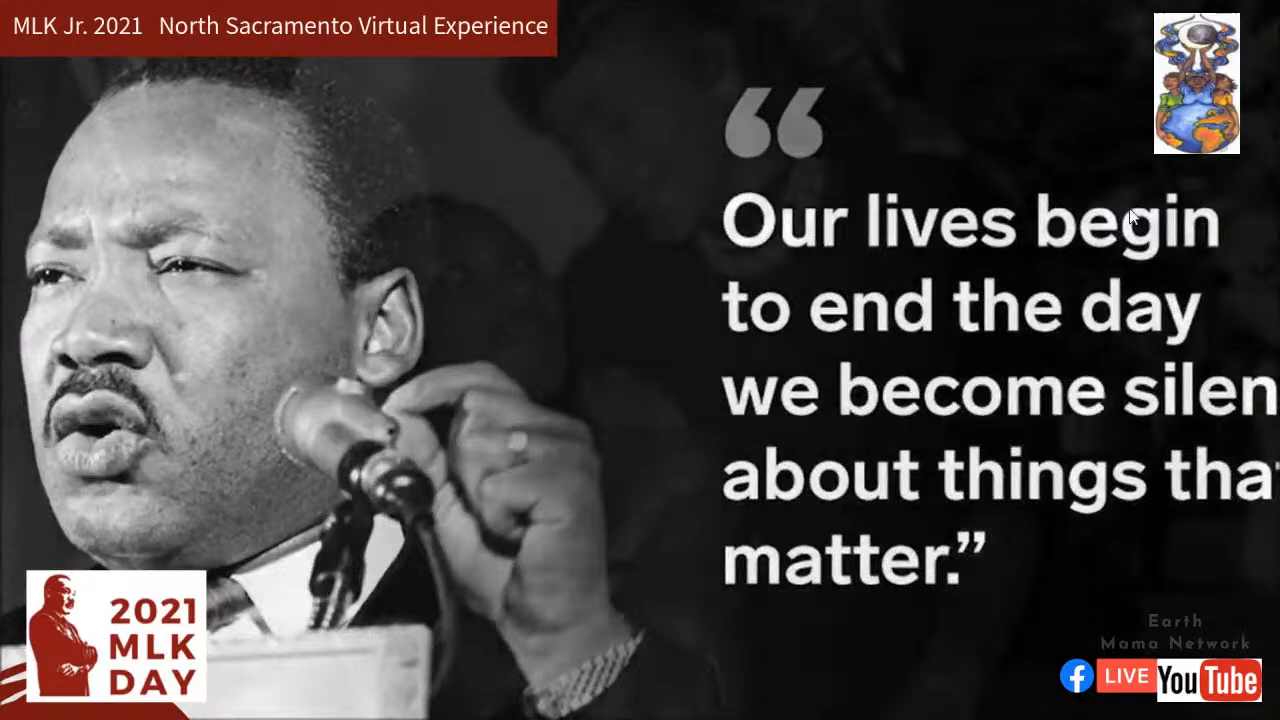 MLK Jr. 2021 North Sacramento Virtual Experience
“
Our lives begin
to end the day
we become silen
about things tha
matter.”
2021
MLK
DAY
Earth
Mama Network
LIVE YouTube